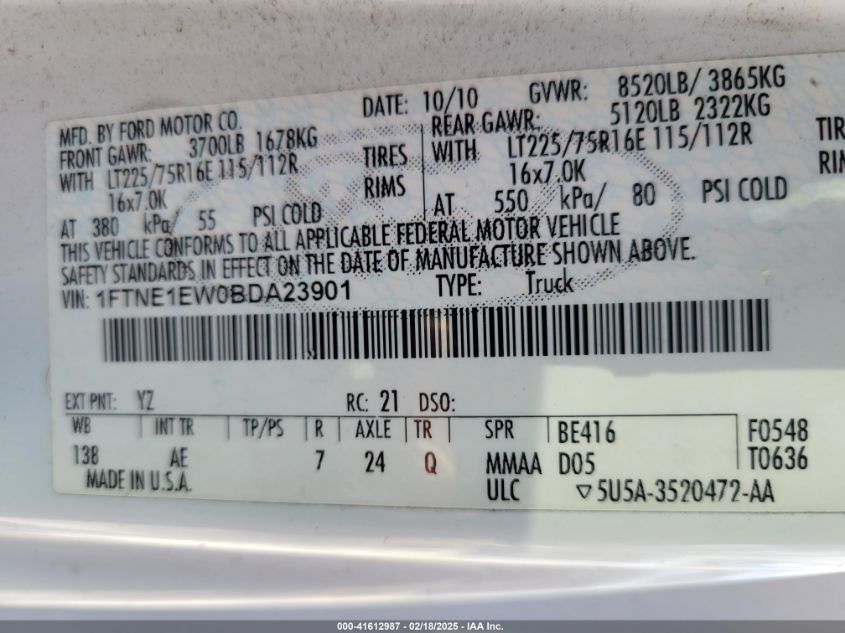 MFD. BY FORD MOTOR CO. DATE: 10/10 GVWR: 8520LB/ 3865KG
FRONT GAWR: 3700LB 1678KG REAR GAWR: 5120LB 2322KG
WITH LT225/75R16E 115/112R TIRES WITH LT225/75R16E 115/112R TIR
16x7.0K RIMS 16x7.0K RIM
AT 380 kPa/ 55 PSI COLD AT 550 kPa/ 80 PSI COLD
THIS VEHICLE CONFORMS TO ALL APPLICABLE FEDERAL MOTOR VEHICLE
SAFETY STANDARDS IN EFFECT ON THE DATE OF MANUFACTURE SHOWN ABOVE.
VIN: 1FTNE1EW0BDA23901 TYPE: Truck
EXT PNT: YZ RC: 21 DSO:
WB INT TR TP/PS R AXLE TR SPR BE416 F0548
138 AE 7 24 Q MMAA D05 T0636
MADE IN U.S.A. ULC ▽5U5A-3520472-AA
000-41612987 - 02/18/2025 - IAA Inc.